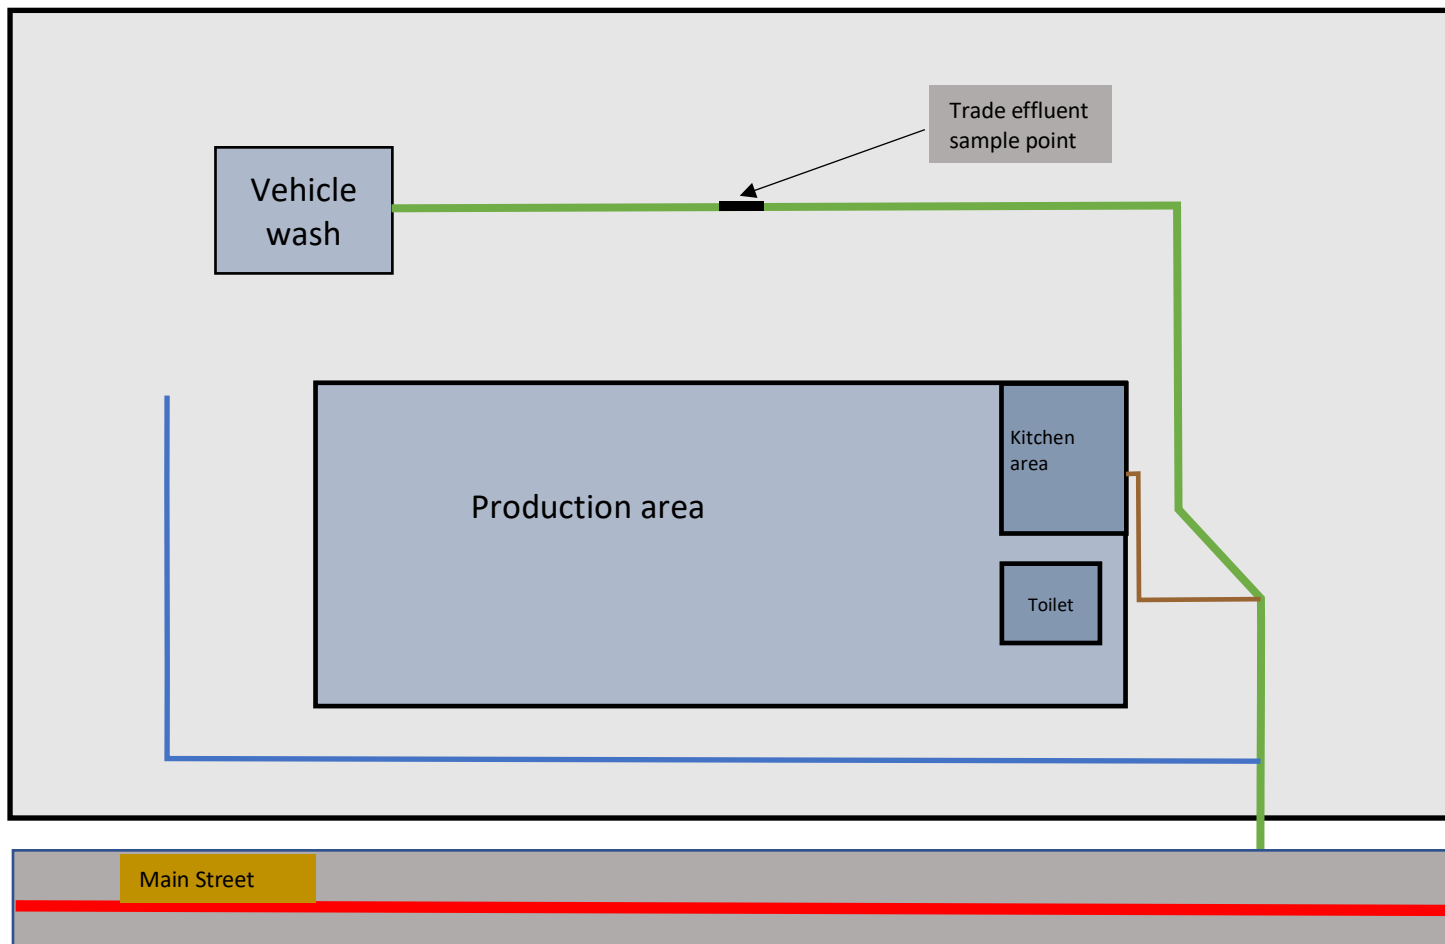 Trade effluent
sample point
Vehicle
wash
Kitchen
area
Production area
Toilet
Main Street